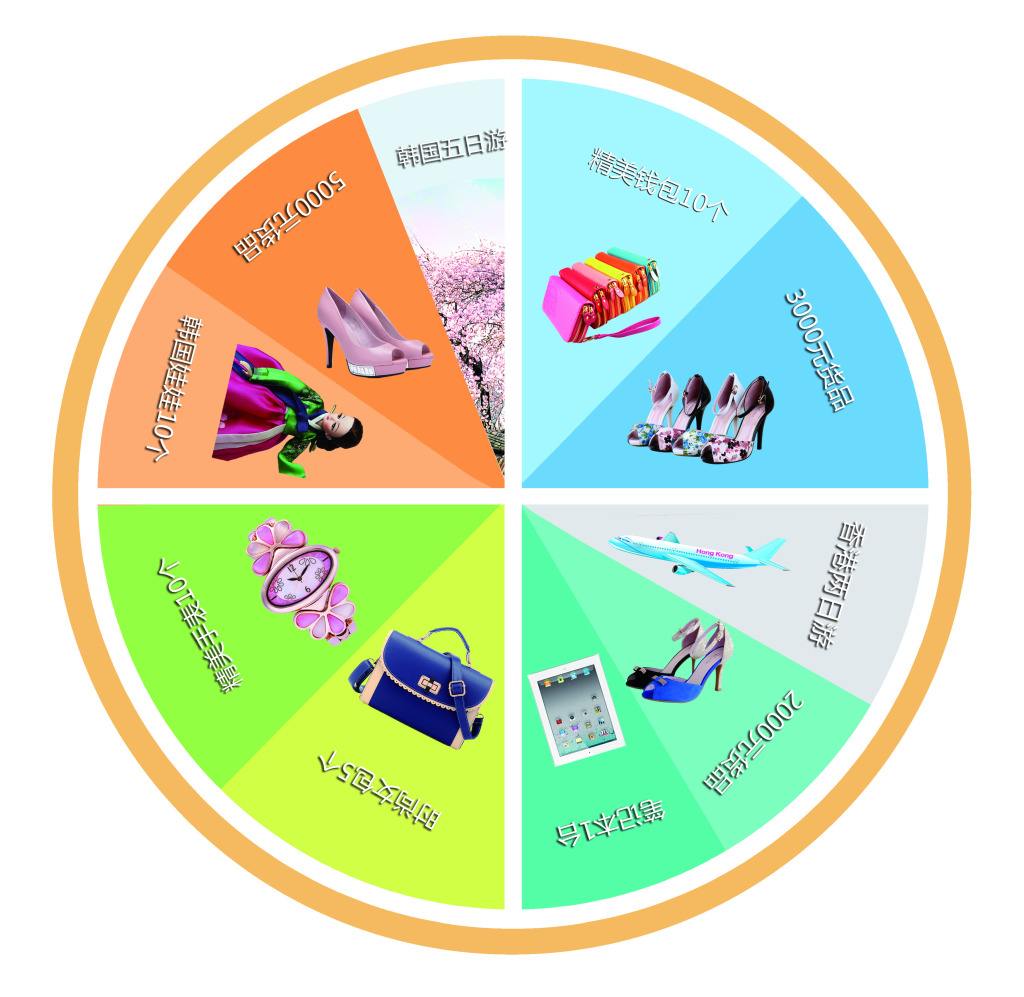 韩国五日游
精美钱包10个
3000元货品
香港两日游
Hong Kong
2000元货品
笔记本1台
时尚女包5个
精美手表10个
韩国娃娃10个
5000元货品